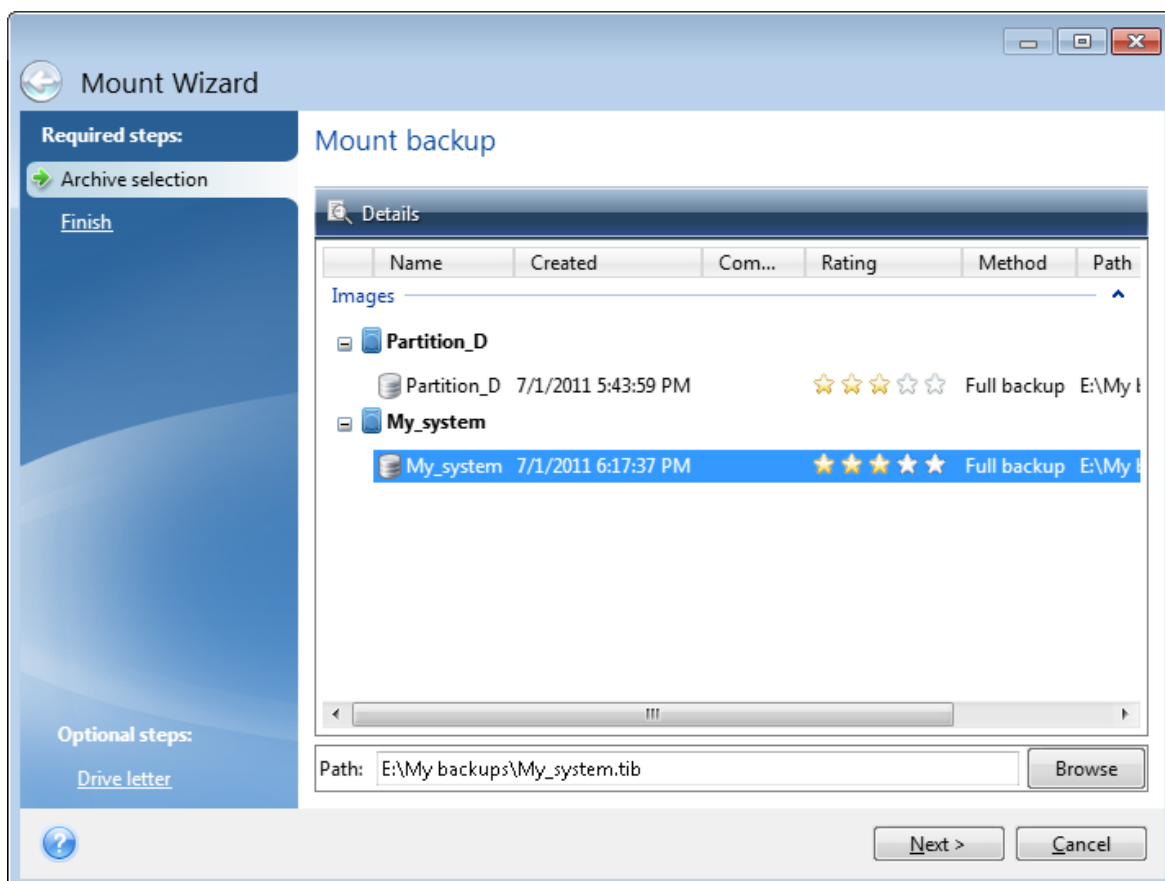 Mount Wizard
Required steps:
Archive selection
Finish
Optional steps:
Drive letter
Mount backup
Details
Name Created Com... Rating Method Path
Images
Partition_D
Partition_D 7/1/2011 5:43:59 PM Full backup E:\My
My_system
My_system 7/1/2011 6:17:37 PM Full backup E:\My
Path: E:\My backups\My_system.tib Browse
Next > Cancel